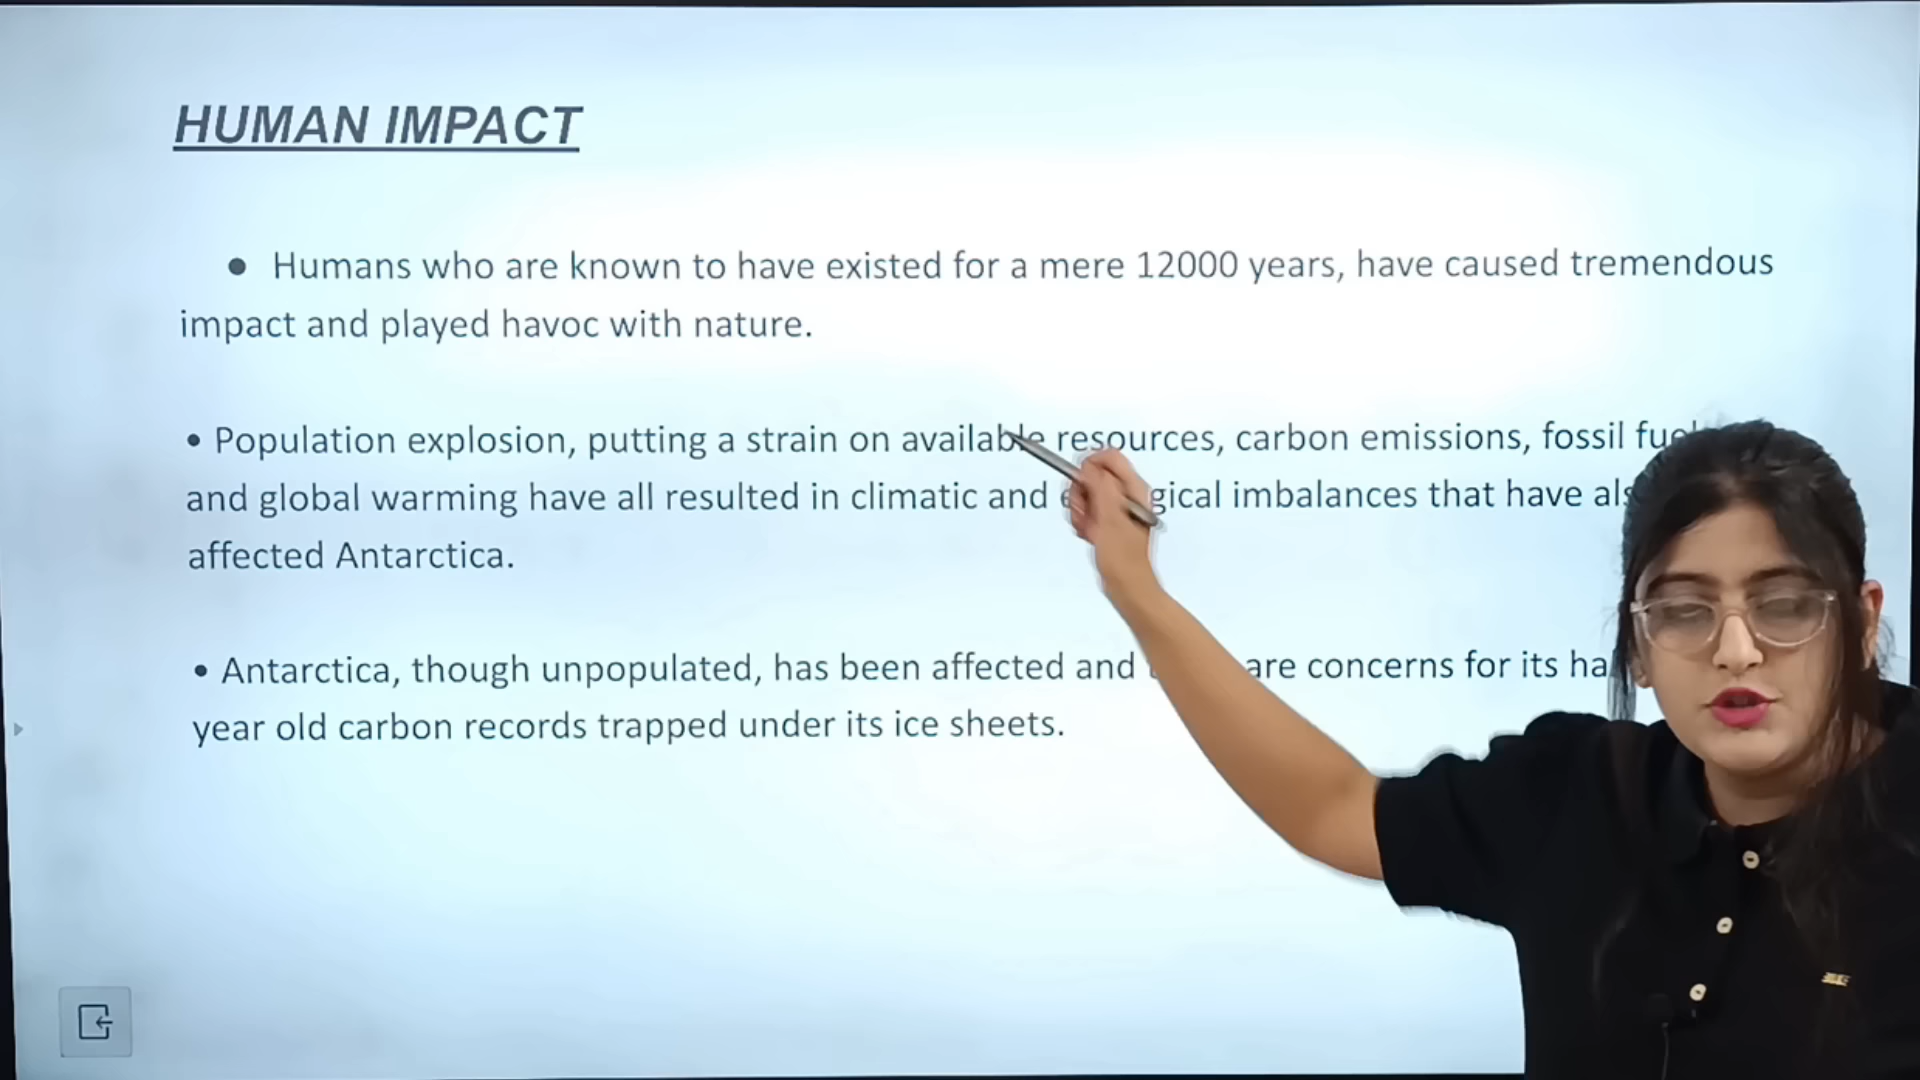 HUMAN IMPACT
• Humans who are known to have existed for a mere 12000 years, have caused tremendous
impact and played havoc with nature.
• Population explosion, putting a strain on available resources, carbon emissions, fossil
and global warming have all resulted in climatic and imbalances that have
affected Antarctica.
• Antarctica, though unpopulated, has been affected and are concerns for its
year old carbon records trapped under its ice sheets.